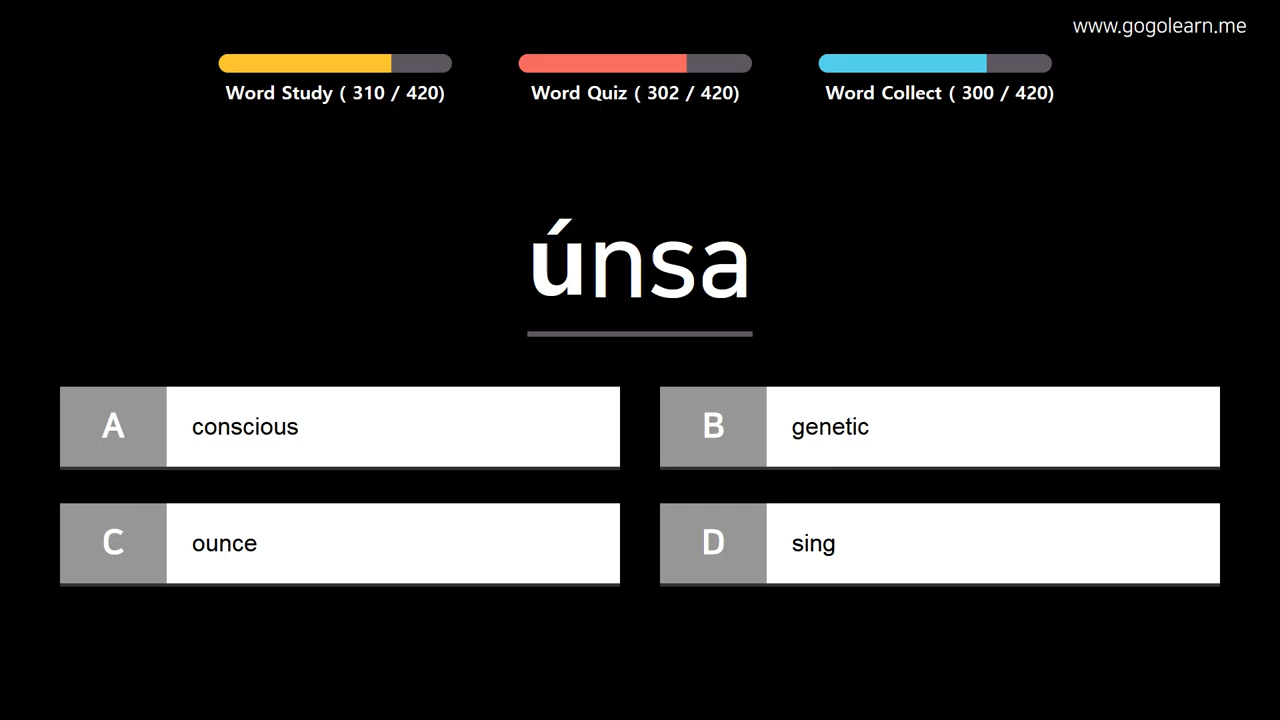 www.gogolearn.me
Word Study ( 310 / 420)
Word Quiz ( 302 / 420)
Word Collect ( 300 / 420)
únsa
A conscious
B genetic
C ounce
D sing